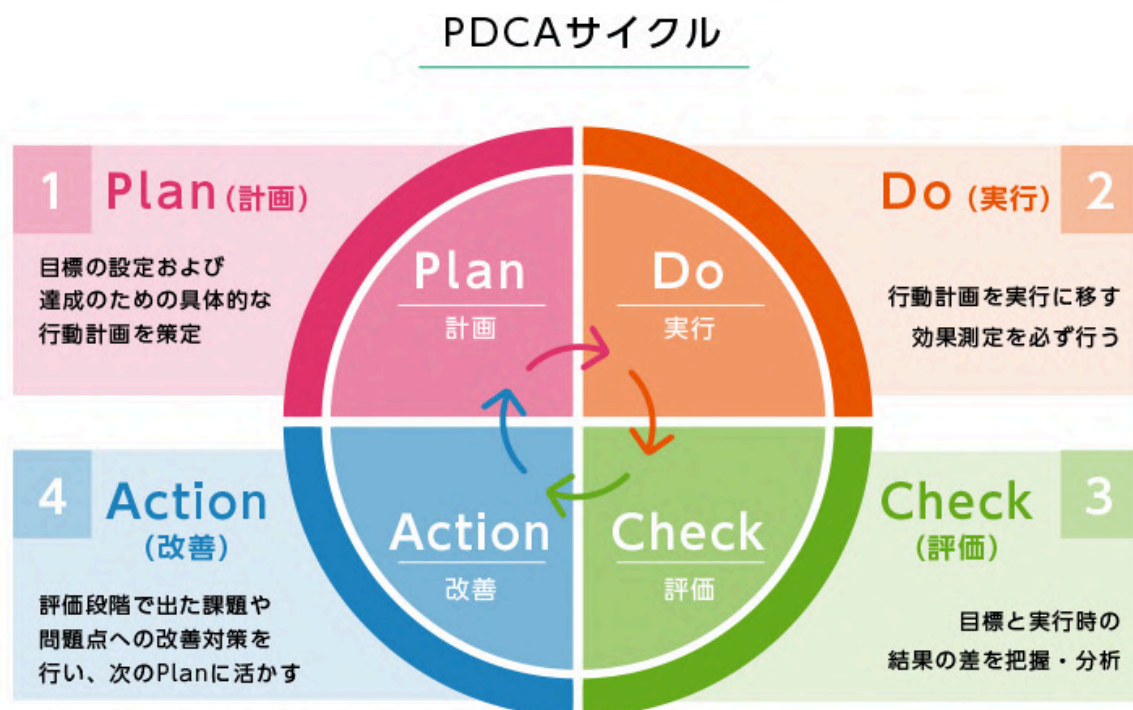 PDCAサイクル
1 Plan (計画)
目標の設定および
達成のための具体的な
行動計画を策定
Do (実行) 2
行動計画を実行に移す
効果測定を必ず行う
Plan
計画
Do
実行
Action
改善
Check
評価
4 Action
(改善)
評価段階で出た課題や
問題点への改善対策を
行い、次のPlanに活かす
Check 3
(評価)
目標と実行時の
結果の差を把握・分析